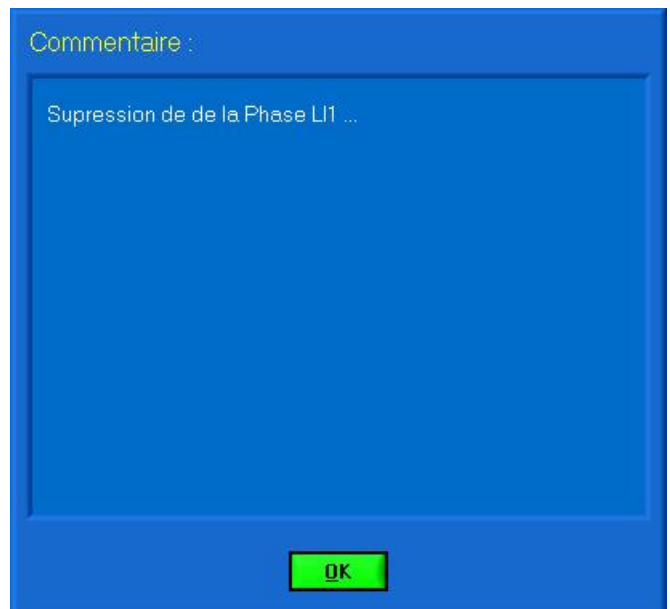 Commentaire :
Supression de de la Phase LI1 ...
OK